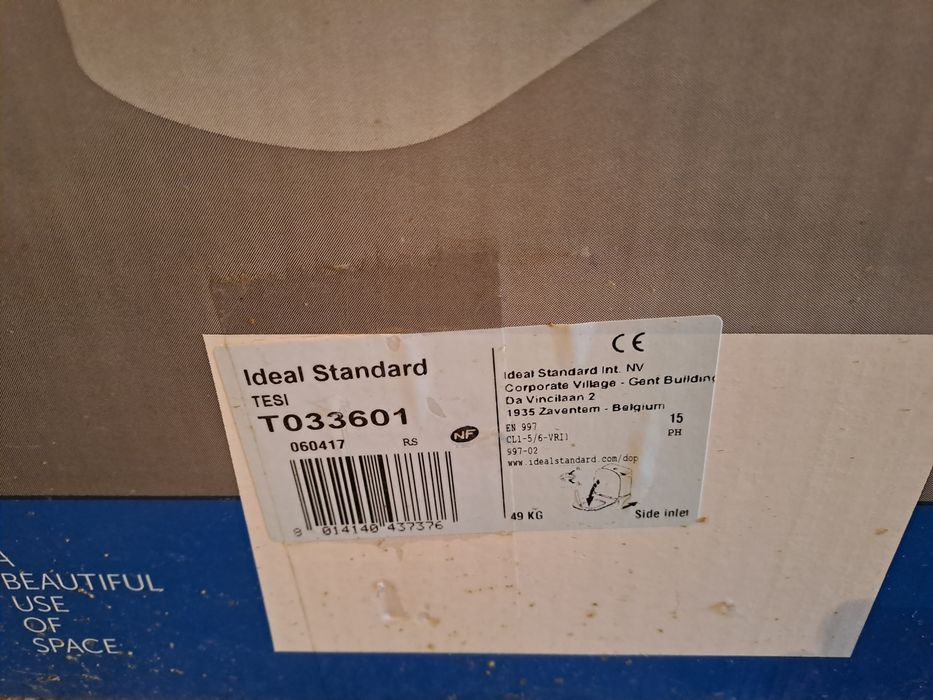 Ideal Standard
TESI
T033601
060417 RS
NF
8 014140 437376
CE
Ideal Standard Int. NV
Corporate Village - Gent Building
Da Vincilaan 2
1935 Zaventem - Belgium
EN 997 15
CL1-5/6-VRII PH
997-02
www.idealstandard.com/dop
49 KG Side inlet
A
BEAUTIFUL
USE
OF
SPACE